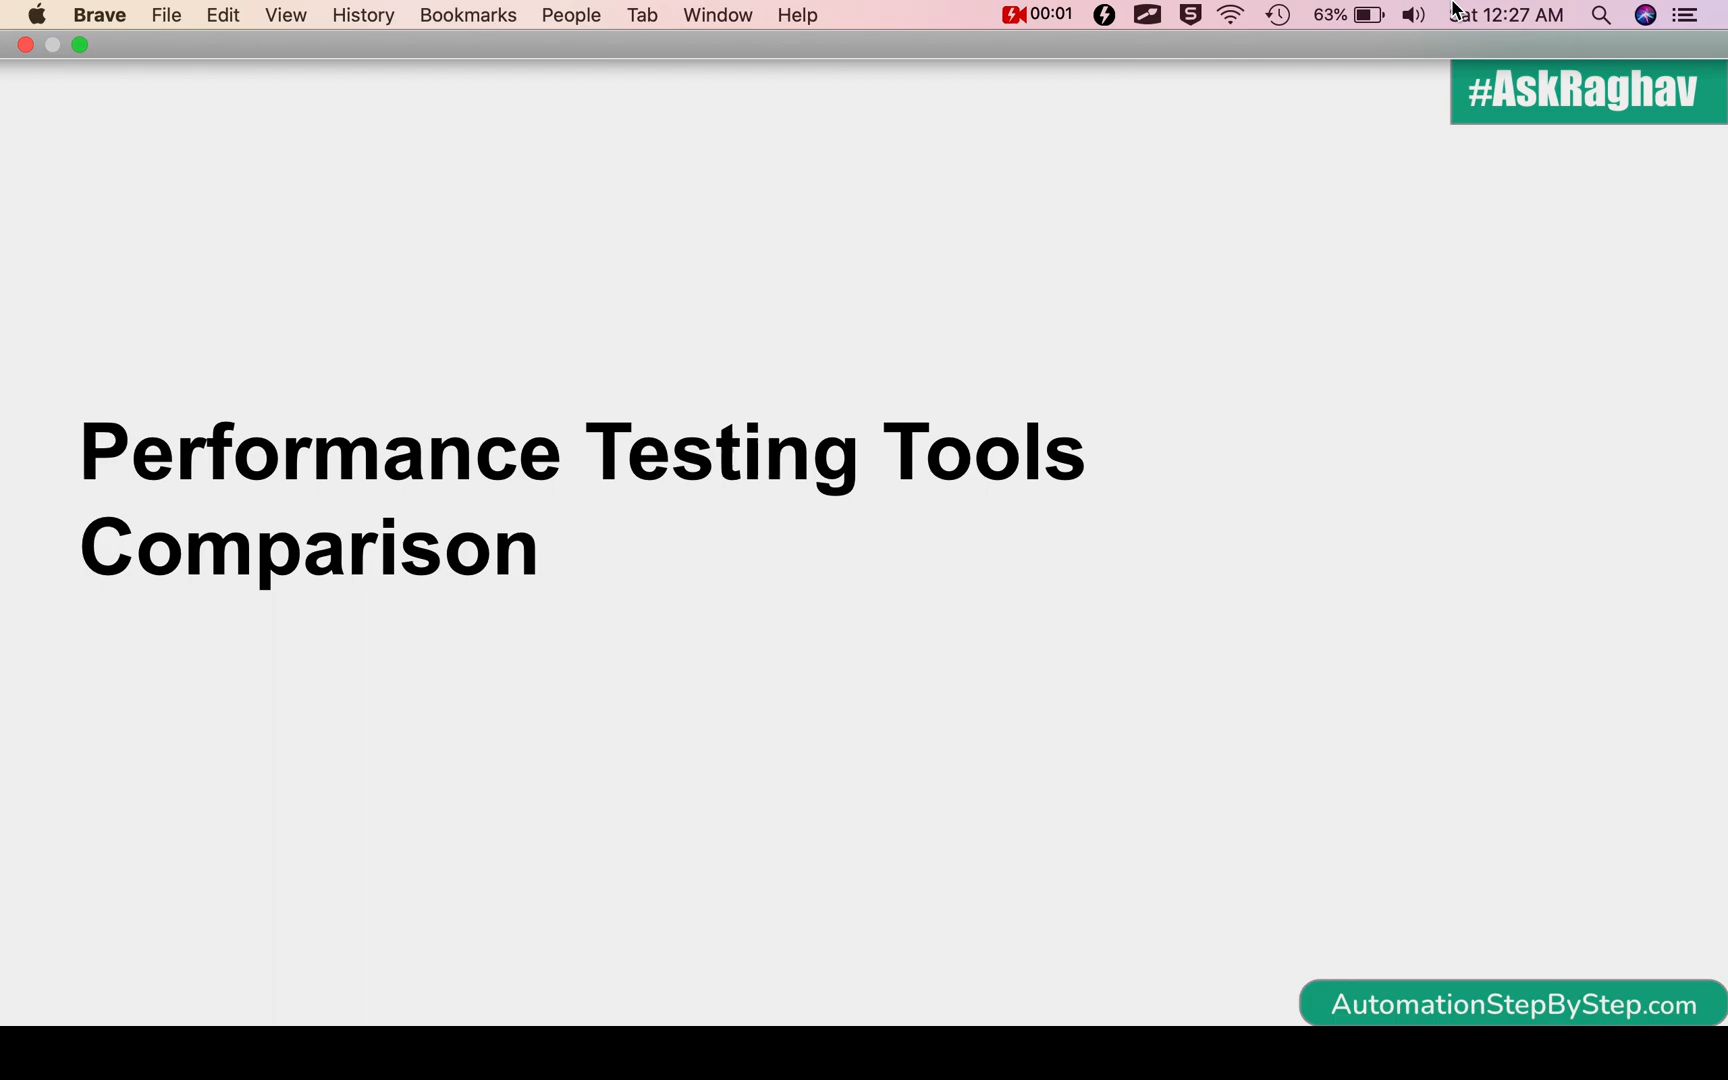 Brave File Edit View History Bookmarks People Tab Window Help 00:01 63% 12:27 AM
#AskRaghav
Performance Testing Tools
Comparison
AutomationStepByStep.com